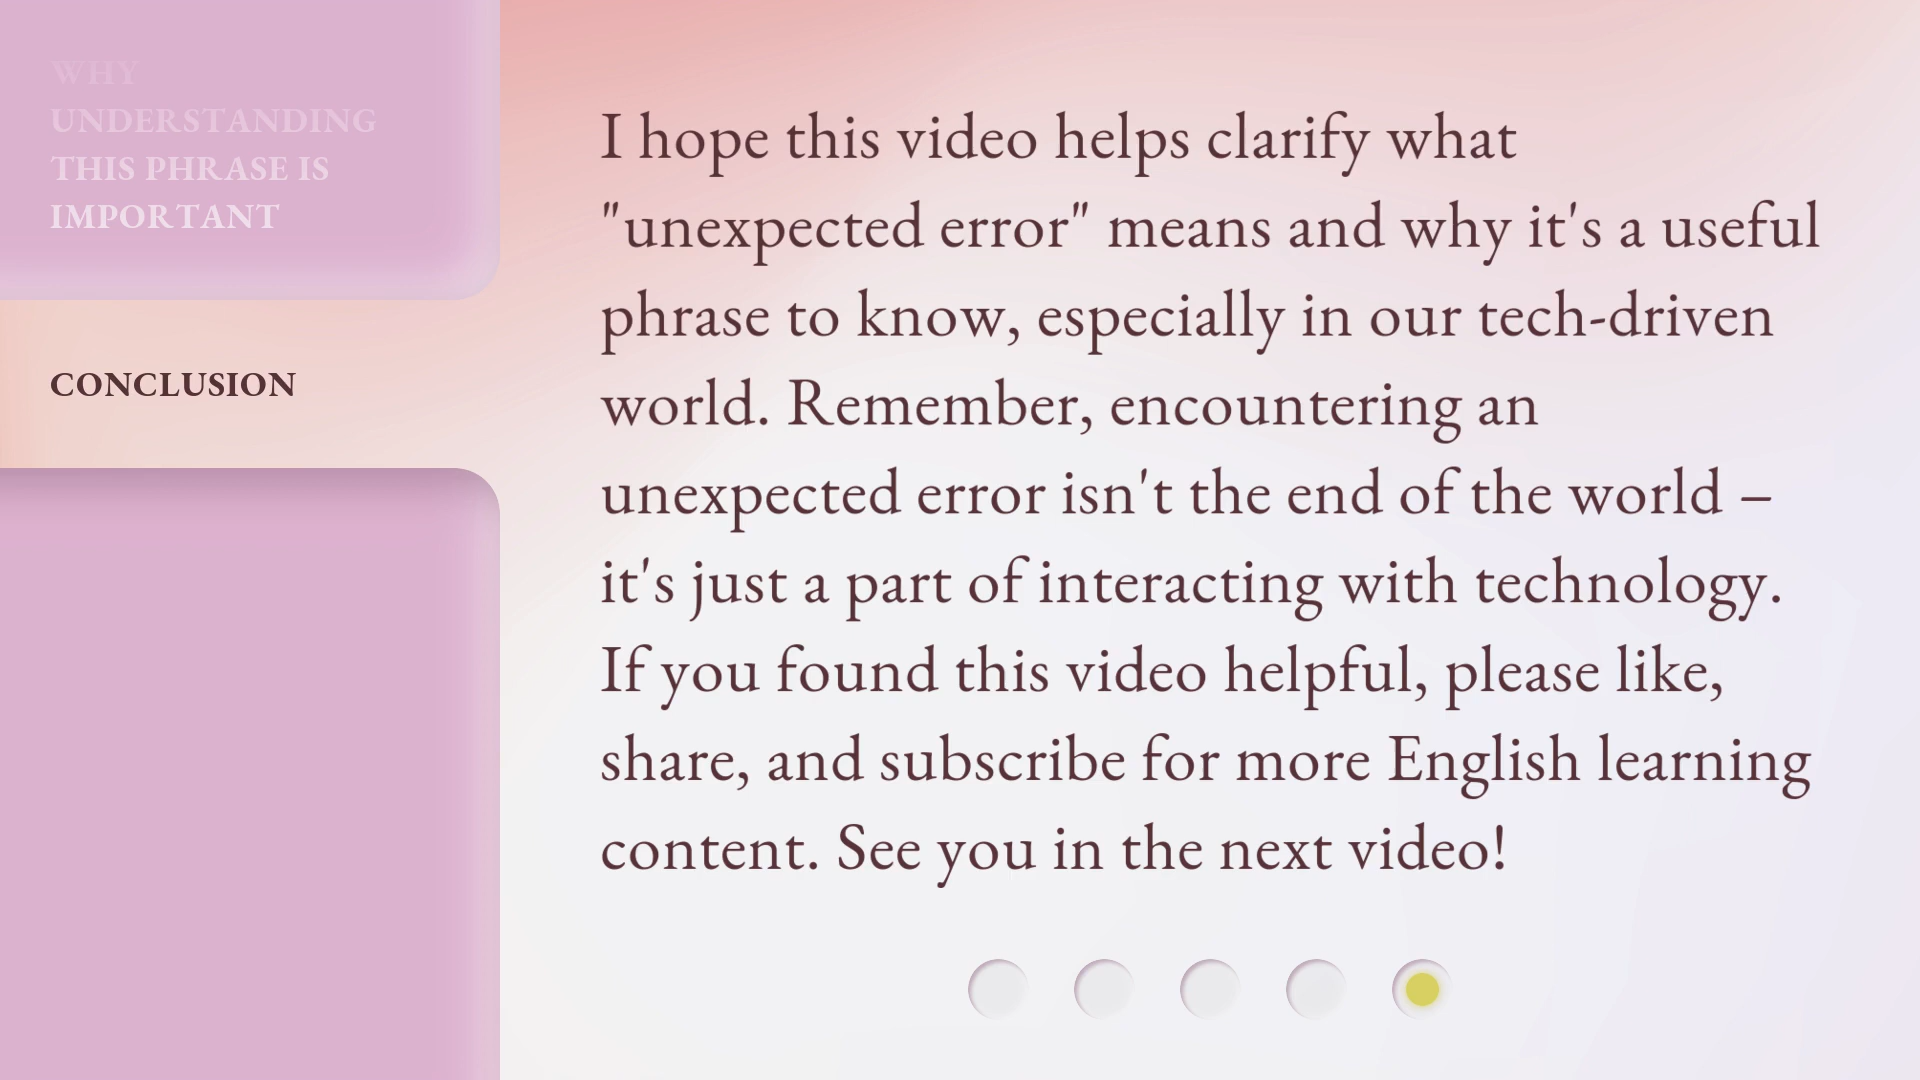 WHY
UNDERSTANDING
THIS PHRASE IS
IMPORTANT
CONCLUSION
I hope this video helps clarify what
"unexpected error" means and why it's a useful
phrase to know, especially in our tech-driven
world. Remember, encountering an
unexpected error isn't the end of the world –
it's just a part of interacting with technology.
If you found this video helpful, please like,
share, and subscribe for more English learning
content. See you in the next video!